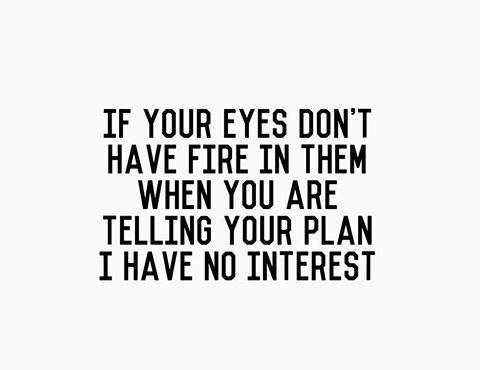 IF YOUR EYES DON'T
HAVE FIRE IN THEM
WHEN YOU ARE
TELLING YOUR PLAN
I HAVE NO INTEREST